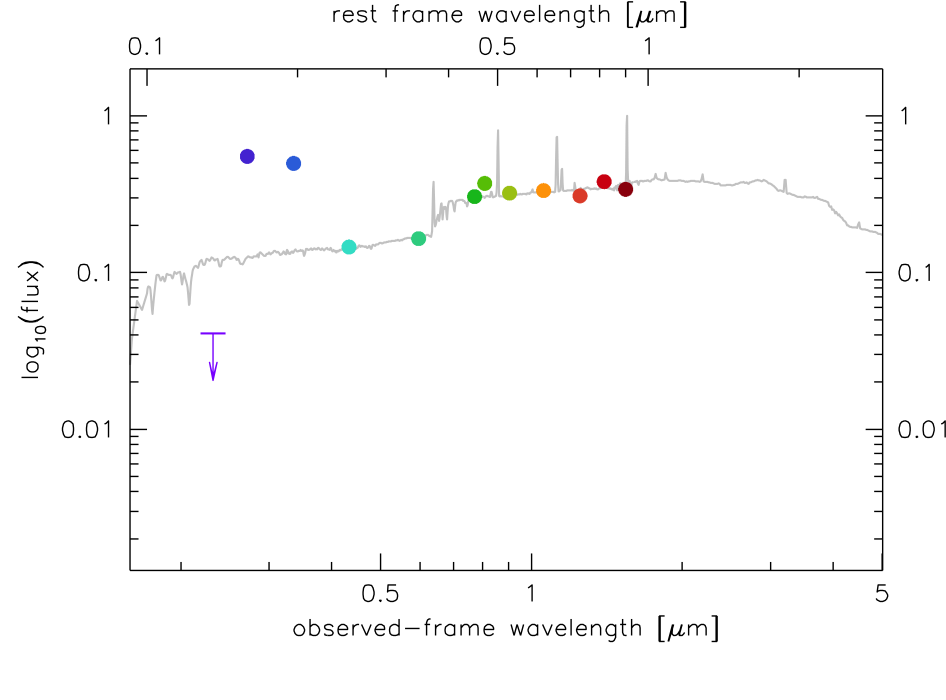 rest frame wavelength [μm]
0.1 0.5 1
1 1
0.1 0.1
log10(flux)
0.01 0.01
0.5 1 5
observed−frame wavelength [μm]